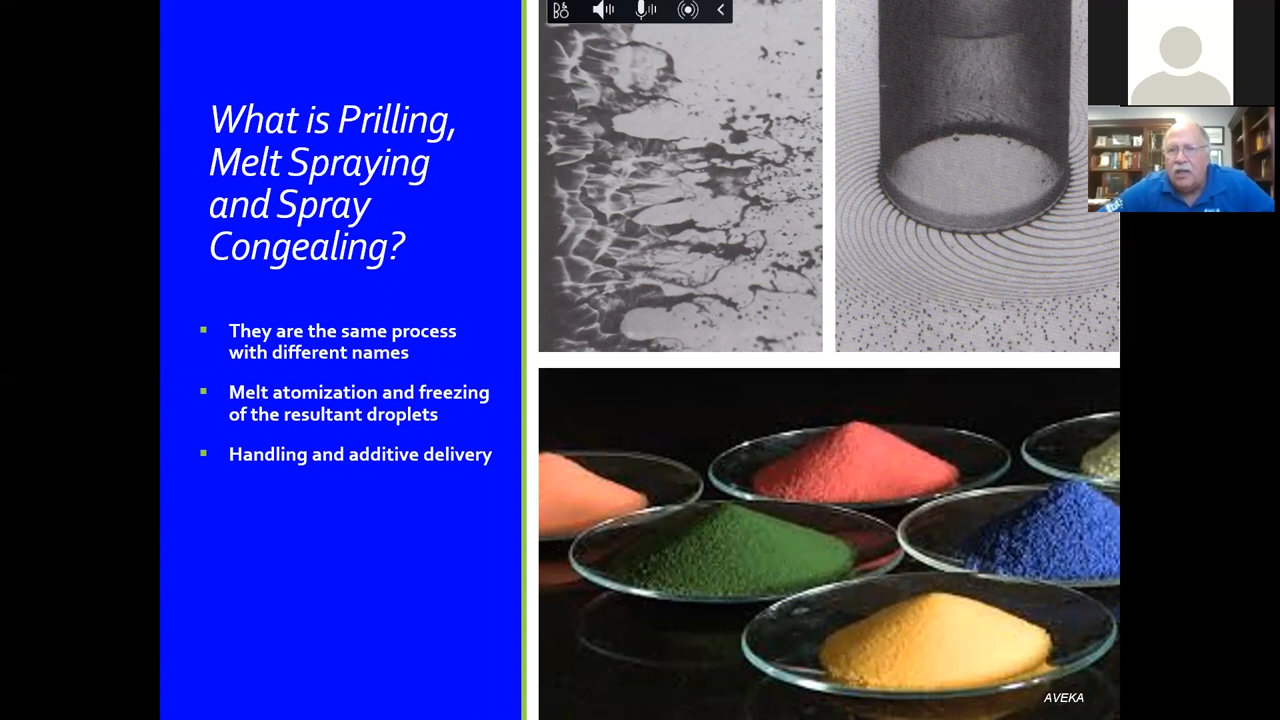 What is Prilling,
Melt Spraying
and Spray
Congealing?
They are the same process
with different names
Melt atomization and freezing
of the resultant droplets
Handling and additive delivery
AVEKA